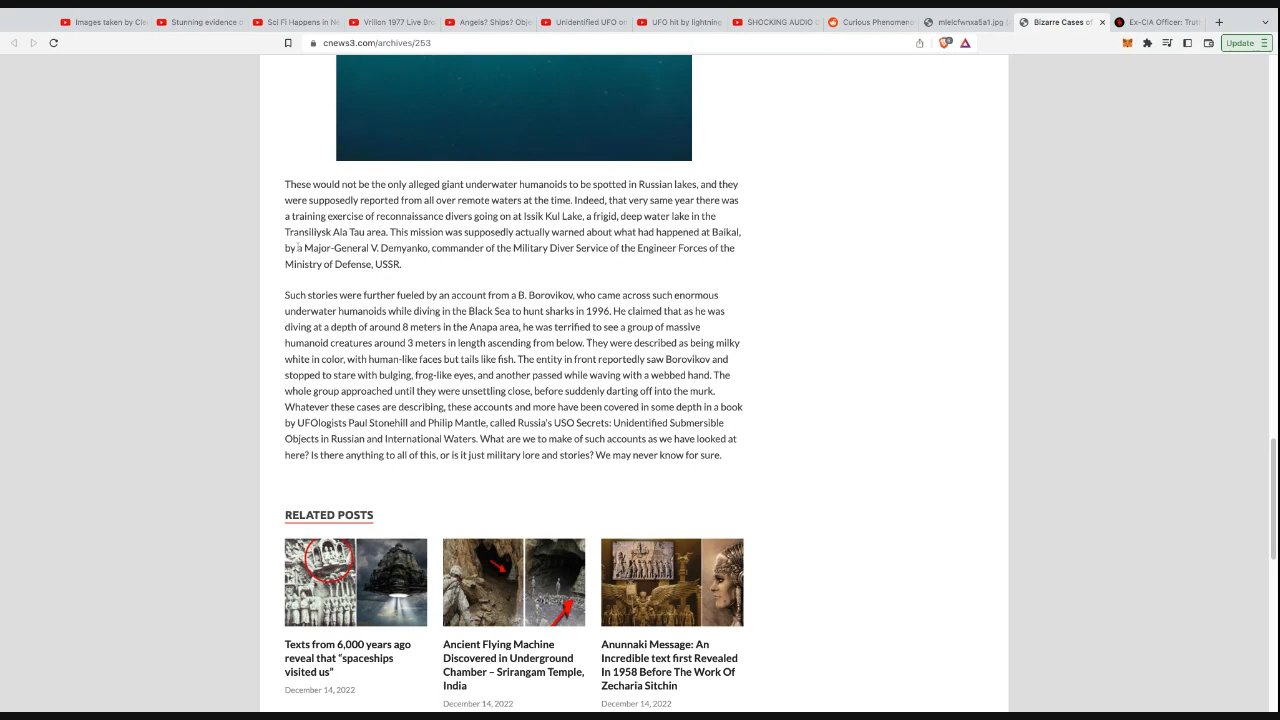 Images taken by Cle
Stunning evidence o
Sci Fi Happens in Ne
Vrillon 1977 Live Bro
Angels? Ships? Obje
Unidentified UFO on
UFO hit by lightning
SHOCKING AUDIO O
Curious Phenomeno
mlelcfwnxa5a1.jpg (
Bizarre Cases of
Ex-CIA Officer: Trut
cnews3.com/archives/253
Update
These would not be the only alleged giant underwater humanoids to be spotted in Russian lakes, and they
were supposedly reported from all over remote waters at the time. Indeed, that very same year there was
a training exercise of reconnaissance divers going on at Issik Kul Lake, a frigid, deep water lake in the
Transiliysk Ala Tau area. This mission was supposedly actually warned about what had happened at Baikal,
by a Major-General V. Demyanko, commander of the Military Diver Service of the Engineer Forces of the
Ministry of Defense, USSR.
Such stories were further fueled by an account from a B. Borovikov, who came across such enormous
underwater humanoids while diving in the Black Sea to hunt sharks in 1996. He claimed that as he was
diving at a depth of around 8 meters in the Anapa area, he was terrified to see a group of massive
humanoid creatures around 3 meters in length ascending from below. They were described as being milky
white in color, with human-like faces but tails like fish. The entity in front reportedly saw Borovikov and
stopped to stare with bulging, frog-like eyes, and another passed while waving with a webbed hand. The
whole group approached until they were unsettling close, before suddenly darting off into the murk.
Whatever these cases are describing, these accounts and more have been covered in some depth in a book
by UFOlogists Paul Stonehill and Philip Mantle, called Russia's USO Secrets: Unidentified Submersible
Objects in Russian and International Waters. What are we to make of such accounts as we have looked at
here? Is there anything to all of this, or is it just military lore and stories? We may never know for sure.
RELATED POSTS
Texts from 6,000 years ago
reveal that "spaceships
visited us"
December 14, 2022
Ancient Flying Machine
Discovered in Underground
Chamber – Srirangam Temple,
India
December 14, 2022
Anunnaki Message: An
Incredible text first Revealed
In 1958 Before The Work Of
Zecharia Sitchin
December 14, 2022